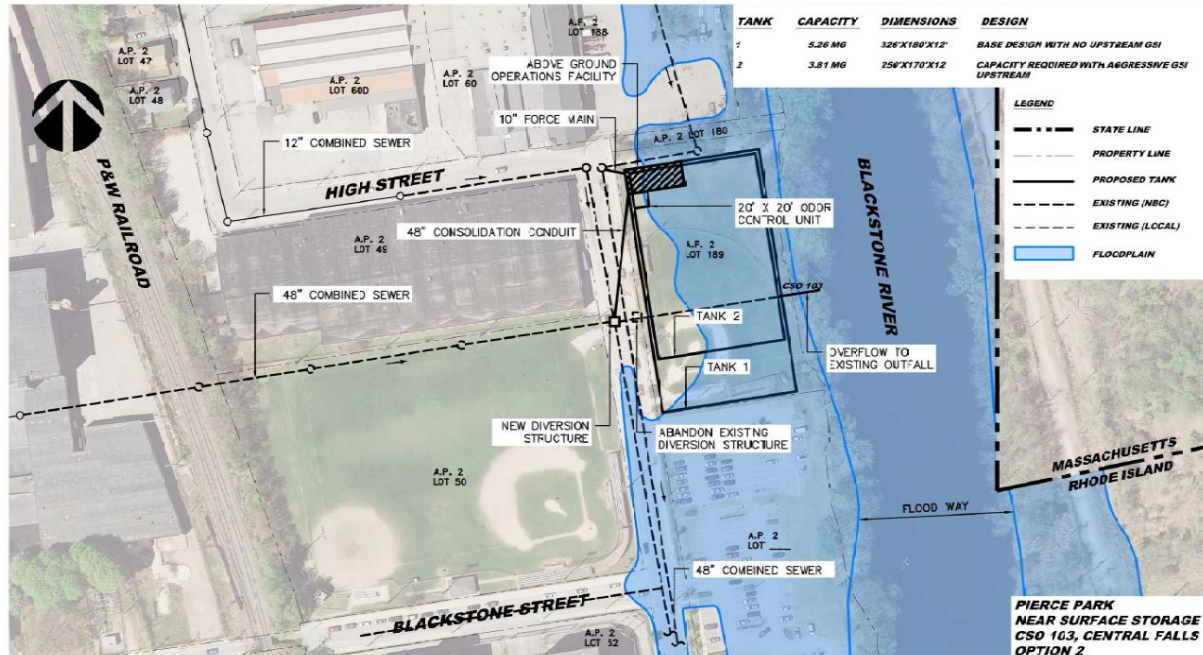 TANK CAPACITY DIMENSIONS DESIGN
1 5.26 MG 326'X180'X12' BASE DESIGN WITH NO UPSTREAM GSI
2 3.81 MG 256'X170'X12 CAPACITY REQUIRED WITH AGGRESSIVE GSI
UPSTREAM
LEGEND
STATE LINE
PROPERTY LINE
PROPOSED TANK
EXISTING (NBC)
EXISTING (LOCAL)
FLOODPLAIN
A.P. 2
LOT 47
A.P. 2
LOT 48
A.P. 2
LOT 60D
A.P. 2
LOT 60
A.P. 2
LOT 188
ABOVE GROUND
OPERATIONS FACILITY
10" FORCE MAIN
A.P. 2 LOT 180
12" COMBINED SEWER
HIGH STREET
P&W RAILROAD
48" CONSOLIDATION CONDUIT
A.P. 2
LOT 49
20' X 20' ODOR
CONTROL UNIT
A.P. 2
LOT 189
BLACKSTONE RIVER
48" COMBINED SEWER
CSO 103
TANK 2
TANK 1
OVERFLOW TO
EXISTING OUTFALL
NEW DIVERSION
STRUCTURE
ABANDON EXISTING
DIVERSION STRUCTURE
A.P. 2
LOT 50
MASSACHUSETTS
RHODE ISLAND
FLOOD WAY
A.P. 2
LOT ___
48" COMBINED SEWER
BLACKSTONE STREET
A.P. 2
LOT 52
PIERCE PARK
NEAR SURFACE STORAGE
CSO 103, CENTRAL FALLS
OPTION 2